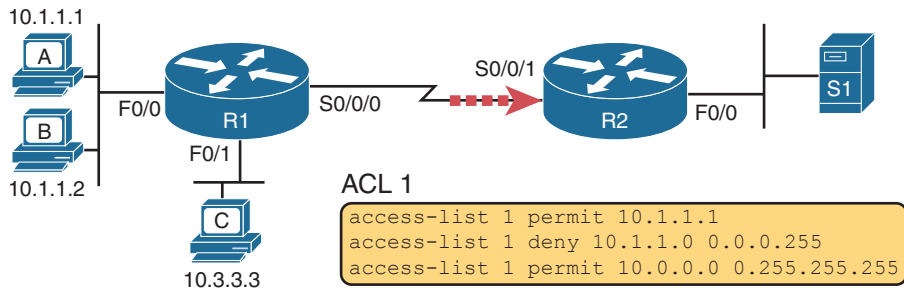 10.1.1.1
A
B
10.1.1.2
F0/0
R1
S0/0/0
F0/1
C
10.3.3.3
S0/0/1
R2
F0/0
S1
ACL 1
access-list 1 permit 10.1.1.1
access-list 1 deny 10.1.1.0 0.0.0.255
access-list 1 permit 10.0.0.0 0.255.255.255